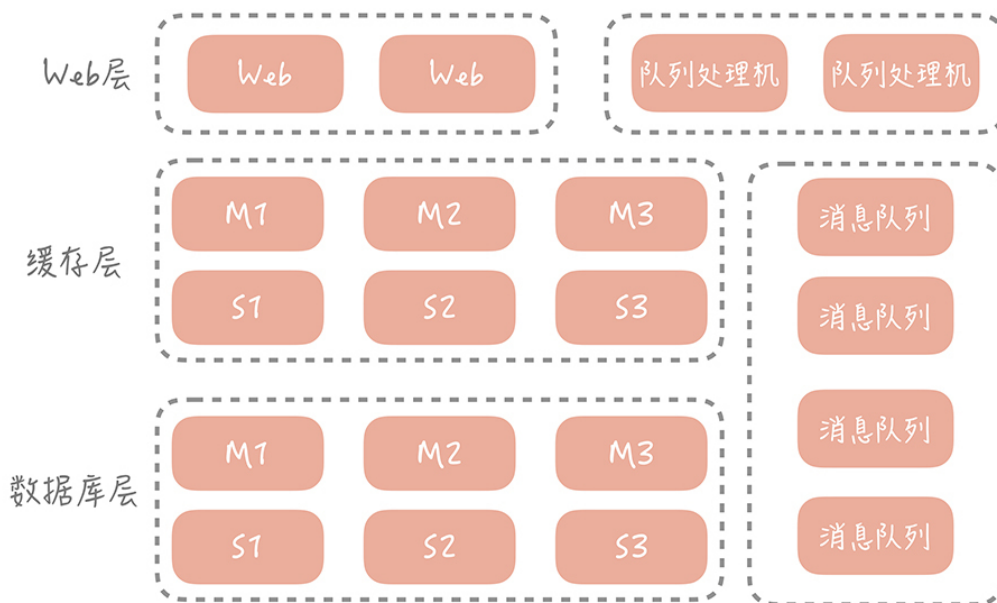 Web层
Web
Web
队列处理机
队列处理机
缓存层
M1
M2
M3
S1
S2
S3
消息队列
消息队列
消息队列
消息队列
数据库层
M1
M2
M3
S1
S2
S3